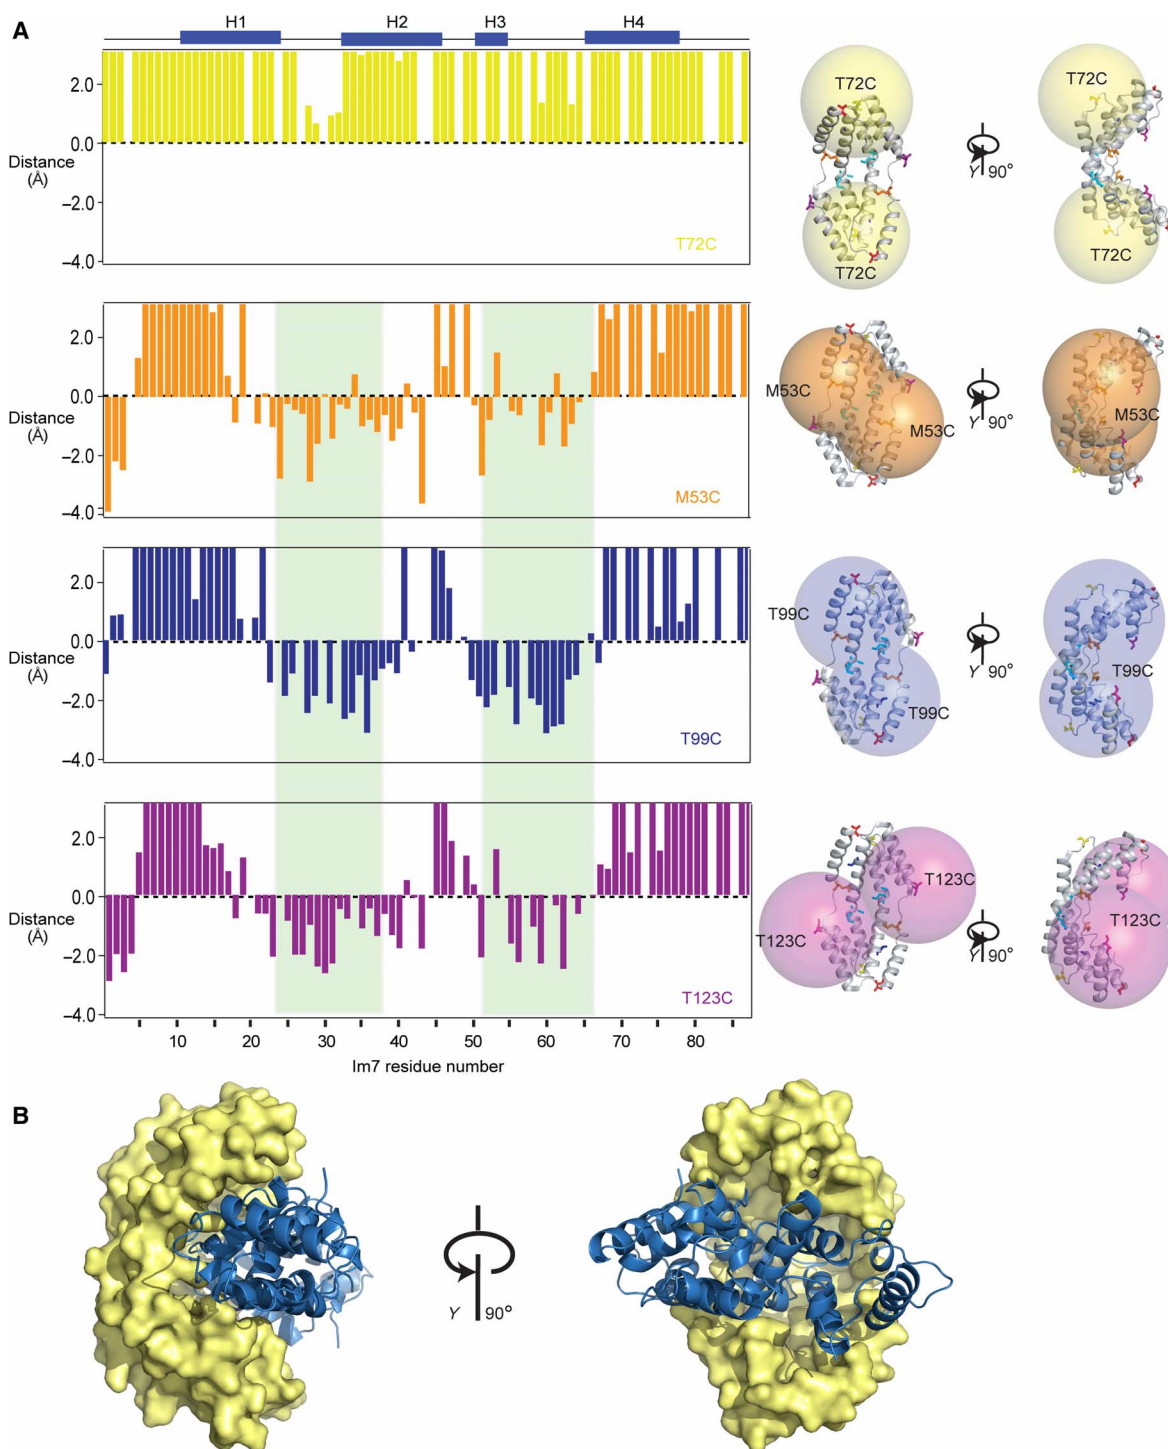 A
H1 H2 H3 H4
2.0
0.0
Distance
(Å)
–2.0
–4.0
T72C
T72C
T72C
Y 90°
T72C
T72C
2.0
0.0
Distance
(Å)
–2.0
–4.0
M53C
M53C
M53C
Y 90°
M53C
2.0
0.0
Distance
(Å)
–2.0
–4.0
T99C
T99C
T99C
Y 90°
T99C
2.0
0.0
Distance
(Å)
–2.0
–4.0
T123C
T123C
T123C
Y 90°
T123C
10 20 30 40 50 60 70 80
Im7 residue number
B
Y 90°